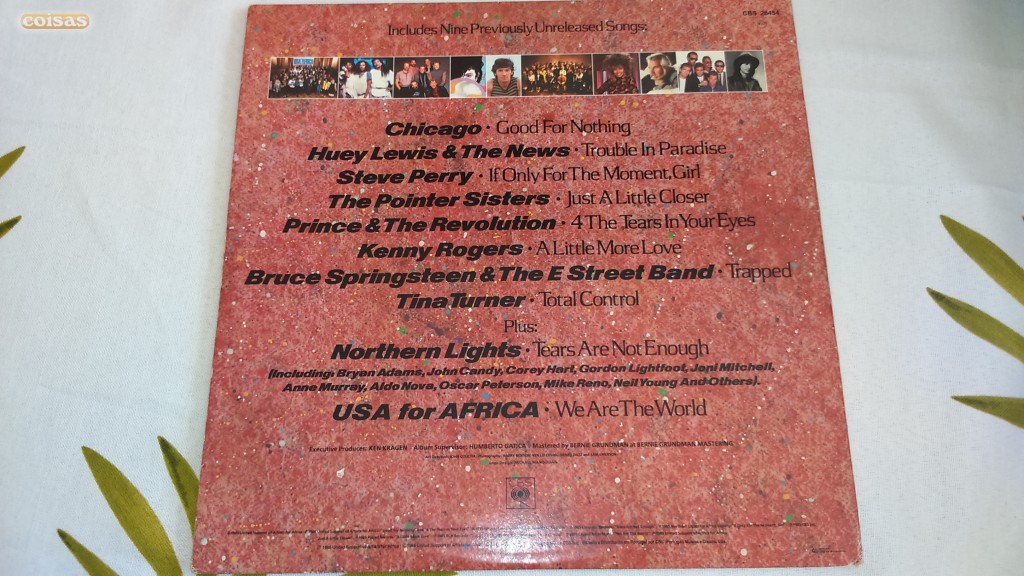 coisas
CBS 26454
Includes Nine Previously Unreleased Songs:
Chicago • Good For Nothing
Huey Lewis & The News • Trouble In Paradise
Steve Perry • If Only For The Moment, Girl
The Pointer Sisters • Just A Little Closer
Prince & The Revolution • 4 The Tears In Your Eyes
Kenny Rogers • A Little More Love
Bruce Springsteen & The E Street Band • Trapped
Tina Turner • Total Control
Plus:
Northern Lights • Tears Are Not Enough
(Including: Bryan Adams, John Candy, Corey Hart, Gordon Lightfoot, Joni Mitchell,
Anne Murray, Aldo Nova, Oscar Peterson, Mike Reno, Neil Young And Others).
USA for AFRICA • We Are The World
Executive Producer: KEN KRAGEN / Album Supervisor: HUMBERTO GATICA / Mastered by BERNIE GRUNDMAN at BERNIE GRUNDMAN MASTERING